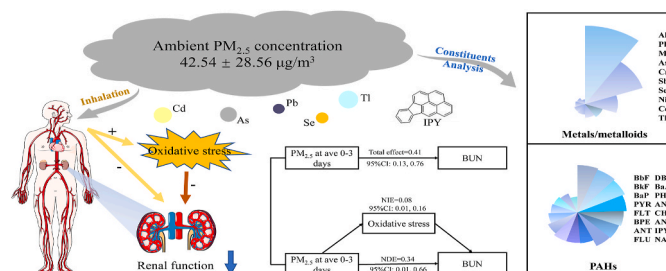 Ambient PM2.5 concentration
42.54 ± 28.56 μg/m³
Inhalation
Constituents
Analysis
Cd
As
Pb
Se
Tl
IPY
+
Oxidative stress
-
-
Renal function
PM2.5 at ave 0-3
days
Total effect=0.41
95%CI: 0.13, 0.76
BUN
NIE=0.08
95%CI: 0.01, 0.16
Oxidative stress
PM2.5 at ave 0-3
days
NDE=0.34
95%CI: 0.01, 0.66
BUN
Metals/metalloids
BbF
BkF
BaP
PYR
FLT
BPE
ANT IPY
FLU
PAHs